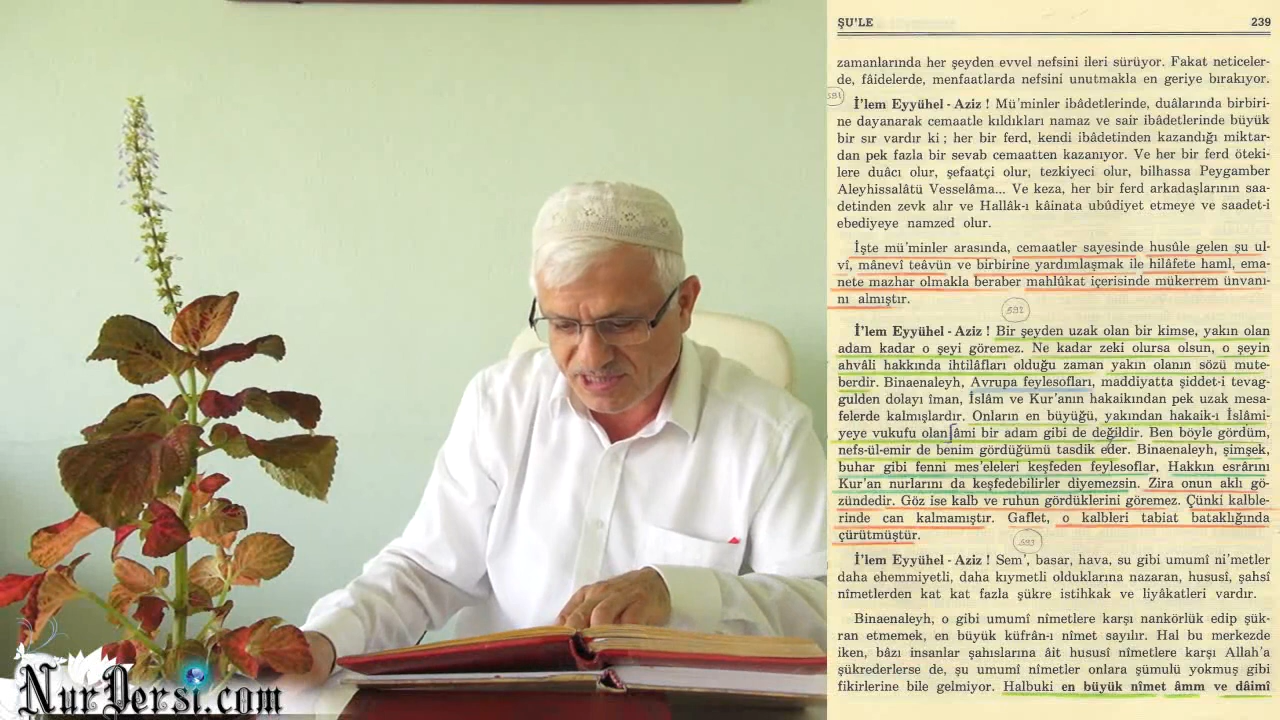 ŞU'LE 239
zamanlarında her şeyden evvel nefsini ileri sürüyor. Fakat neticeler-
de, fâidelerde, menfaatlarda nefsini unutmakla en geriye bırakıyor.
581
İ'lem Eyyühel - Aziz ! Mü'minler ibâdetlerinde, duâlarında birbiri-
ne dayanarak cemaatle kıldıkları namaz ve sair ibâdetlerinde büyük
bir sır vardır ki ; her bir ferd, kendi ibâdetinden kazandığı miktar-
dan pek fazla bir sevab cemaatten kazanıyor. Ve her bir ferd öteki-
lere duâcı olur, şefaatçi olur, tezkiyeci olur, bilhassa Peygamber
Aleyhissalâtü Vesselâma... Ve keza, her bir ferd arkadaşlarının saa-
detinden zevk alır ve Hallâk-ı kâinata ubûdiyet etmeye ve saadet-i
ebediyeye namzed olur.
İşte mü'minler arasında, cemaatler sayesinde husûle gelen şu ul-
vî, mânevî teâvün ve birbirine yardımlaşmak ile hilâfete haml, ema-
nete mazhar olmakla beraber mahlûkat içerisinde mükerrem ünvanı-
nı almıştır.
582
İ'lem Eyyühel - Aziz ! Bir şeyden uzak olan bir kimse, yakın olan
adam kadar o şeyi göremez. Ne kadar zeki olursa olsun, o şeyin
ahvâli hakkında ihtilâfları olduğu zaman yakın olanın sözü mute-
berdir. Binaenaleyh, Avrupa feylesofları, maddiyatta şiddet-i tevag-
gulden dolayı îman, İslâm ve Kur'anın hakaikından pek uzak mesa-
felerde kalmışlardır. Onların en büyüğü, yakından hakaik-ı İslâmi-
yeye vukufu olan âmi bir adam gibi de değildir. Ben böyle gördüm,
nefs-ül-emir de benim gördüğümü tasdik eder. Binaenaleyh, şimşek,
buhar gibi fenni mes'eleleri keşfeden feylesoflar, Hakkın esrârını
Kur'an nurlarını da keşfedebilirler diyemezsin. Zira onun aklı gö-
zündedir. Göz ise kalb ve ruhun gördüklerini göremez. Çünki kalble-
rinde can kalmamıştır. Gaflet, o kalbleri tabiat bataklığında
çürütmüştür.
583
İ'lem Eyyühel - Aziz ! Sem', basar, hava, su gibi umumî ni'metler
daha ehemmiyetli, daha kıymetli olduklarına nazaran, hususî, şahsi
nîmetlerden kat kat fazla şükre istihkak ve liyâkatleri vardır.
Binaenaleyh, o gibi umumî nîmetlere karşı nankörlük edip şük-
ran etmemek, en büyük küfrân-ı nîmet sayılır. Hal bu merkezde
iken, bâzı insanlar şahıslarına âit hususî nîmetlere karşı Allah'a
şükrederlerse de, şu umumî nîmetler onlara şümulü yokmuş gibi
fikirlerine bile gelmiyor. Halbuki en büyük nîmet âmm ve dâimî
NurDersi.com